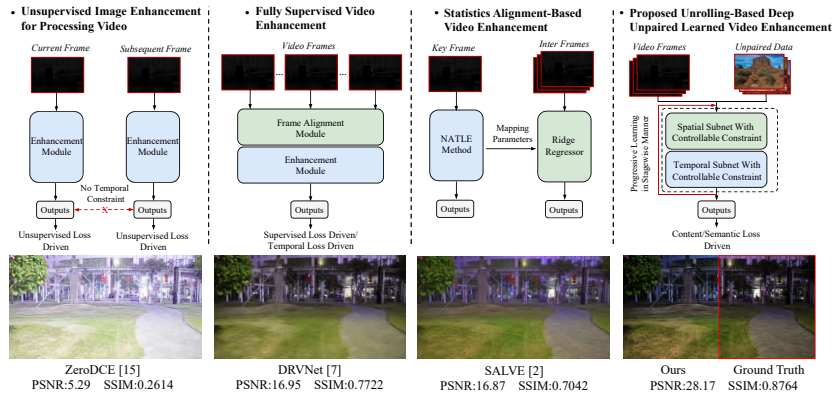 • Unsupervised Image Enhancement
for Processing Video
Current Frame
Subsequent Frame
Enhancement
Module
Enhancement
Module
No Temporal
Constraint
X
Outputs
Outputs
Unsupervised Loss
Driven
Unsupervised Loss
Driven
ZeroDCE [15]
PSNR:5.29 SSIM:0.2614
• Fully Supervised Video
Enhancement
Video Frames
... ...
Frame Alignment
Module
Enhancement
Module
Outputs
Supervised Loss Driven/
Temporal Loss Driven
DRVNet [7]
PSNR:16.95 SSIM:0.7722
• Statistics Alignment-Based
Video Enhancement
Key Frame
Inter Frames
NATLE
Method
Mapping
Parameters
Ridge
Regressor
Outputs
Outputs
SALVE [2]
PSNR:16.87 SSIM:0.7042
• Proposed Unrolling-Based Deep
Unpaired Learned Video Enhancement
Video Frames
Unpaired Data
Progressive Learning
in Stagewise Manner
Spatial Subnet With
Controllable Constraint
Temporal Subnet With
Controllable Constraint
Outputs
Content/Semantic Loss
Driven
Ours Ground Truth
PSNR:28.17 SSIM:0.8764